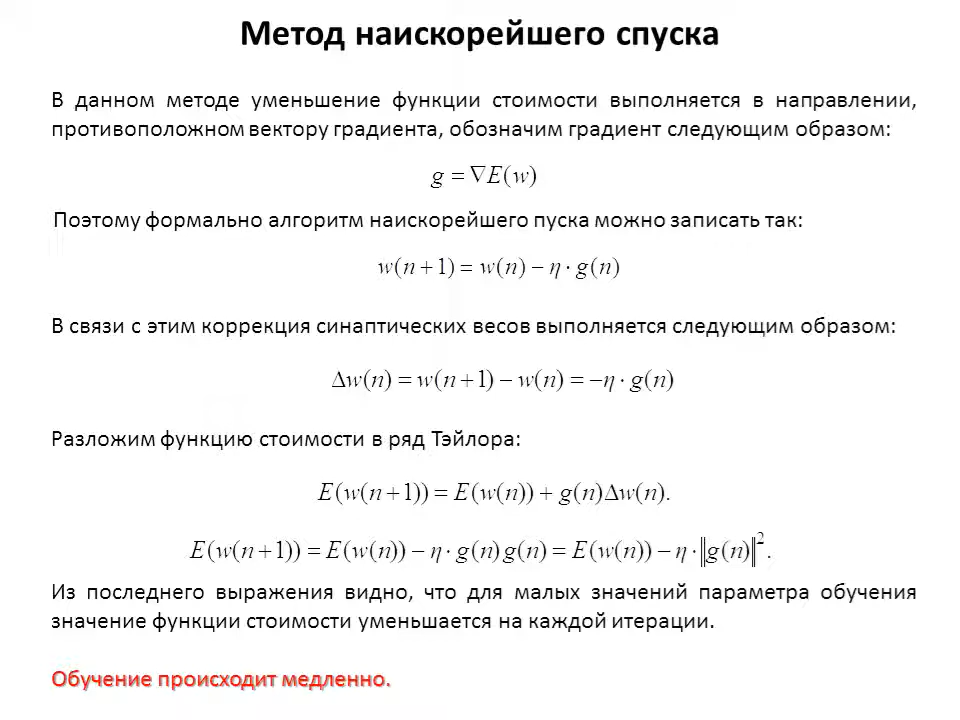 Метод наискорейшего спуска
В данном методе уменьшение функции стоимости выполняется в направлении,
противоположном вектору градиента, обозначим градиент следующим образом:
g = ∇E(w)
Поэтому формально алгоритм наискорейшего пуска можно записать так:
w(n + 1) = w(n) − η · g(n)
В связи с этим коррекция синаптических весов выполняется следующим образом:
Δw(n) = w(n+1) − w(n) = −η · g(n)
Разложим функцию стоимости в ряд Тэйлора:
E(w(n+1)) = E(w(n)) + g(n)Δw(n).
E(w(n+1)) = E(w(n)) − η · g(n)g(n) = E(w(n)) − η · ‖g(n)‖².
Из последнего выражения видно, что для малых значений параметра обучения
значение функции стоимости уменьшается на каждой итерации.
Обучение происходит медленно.